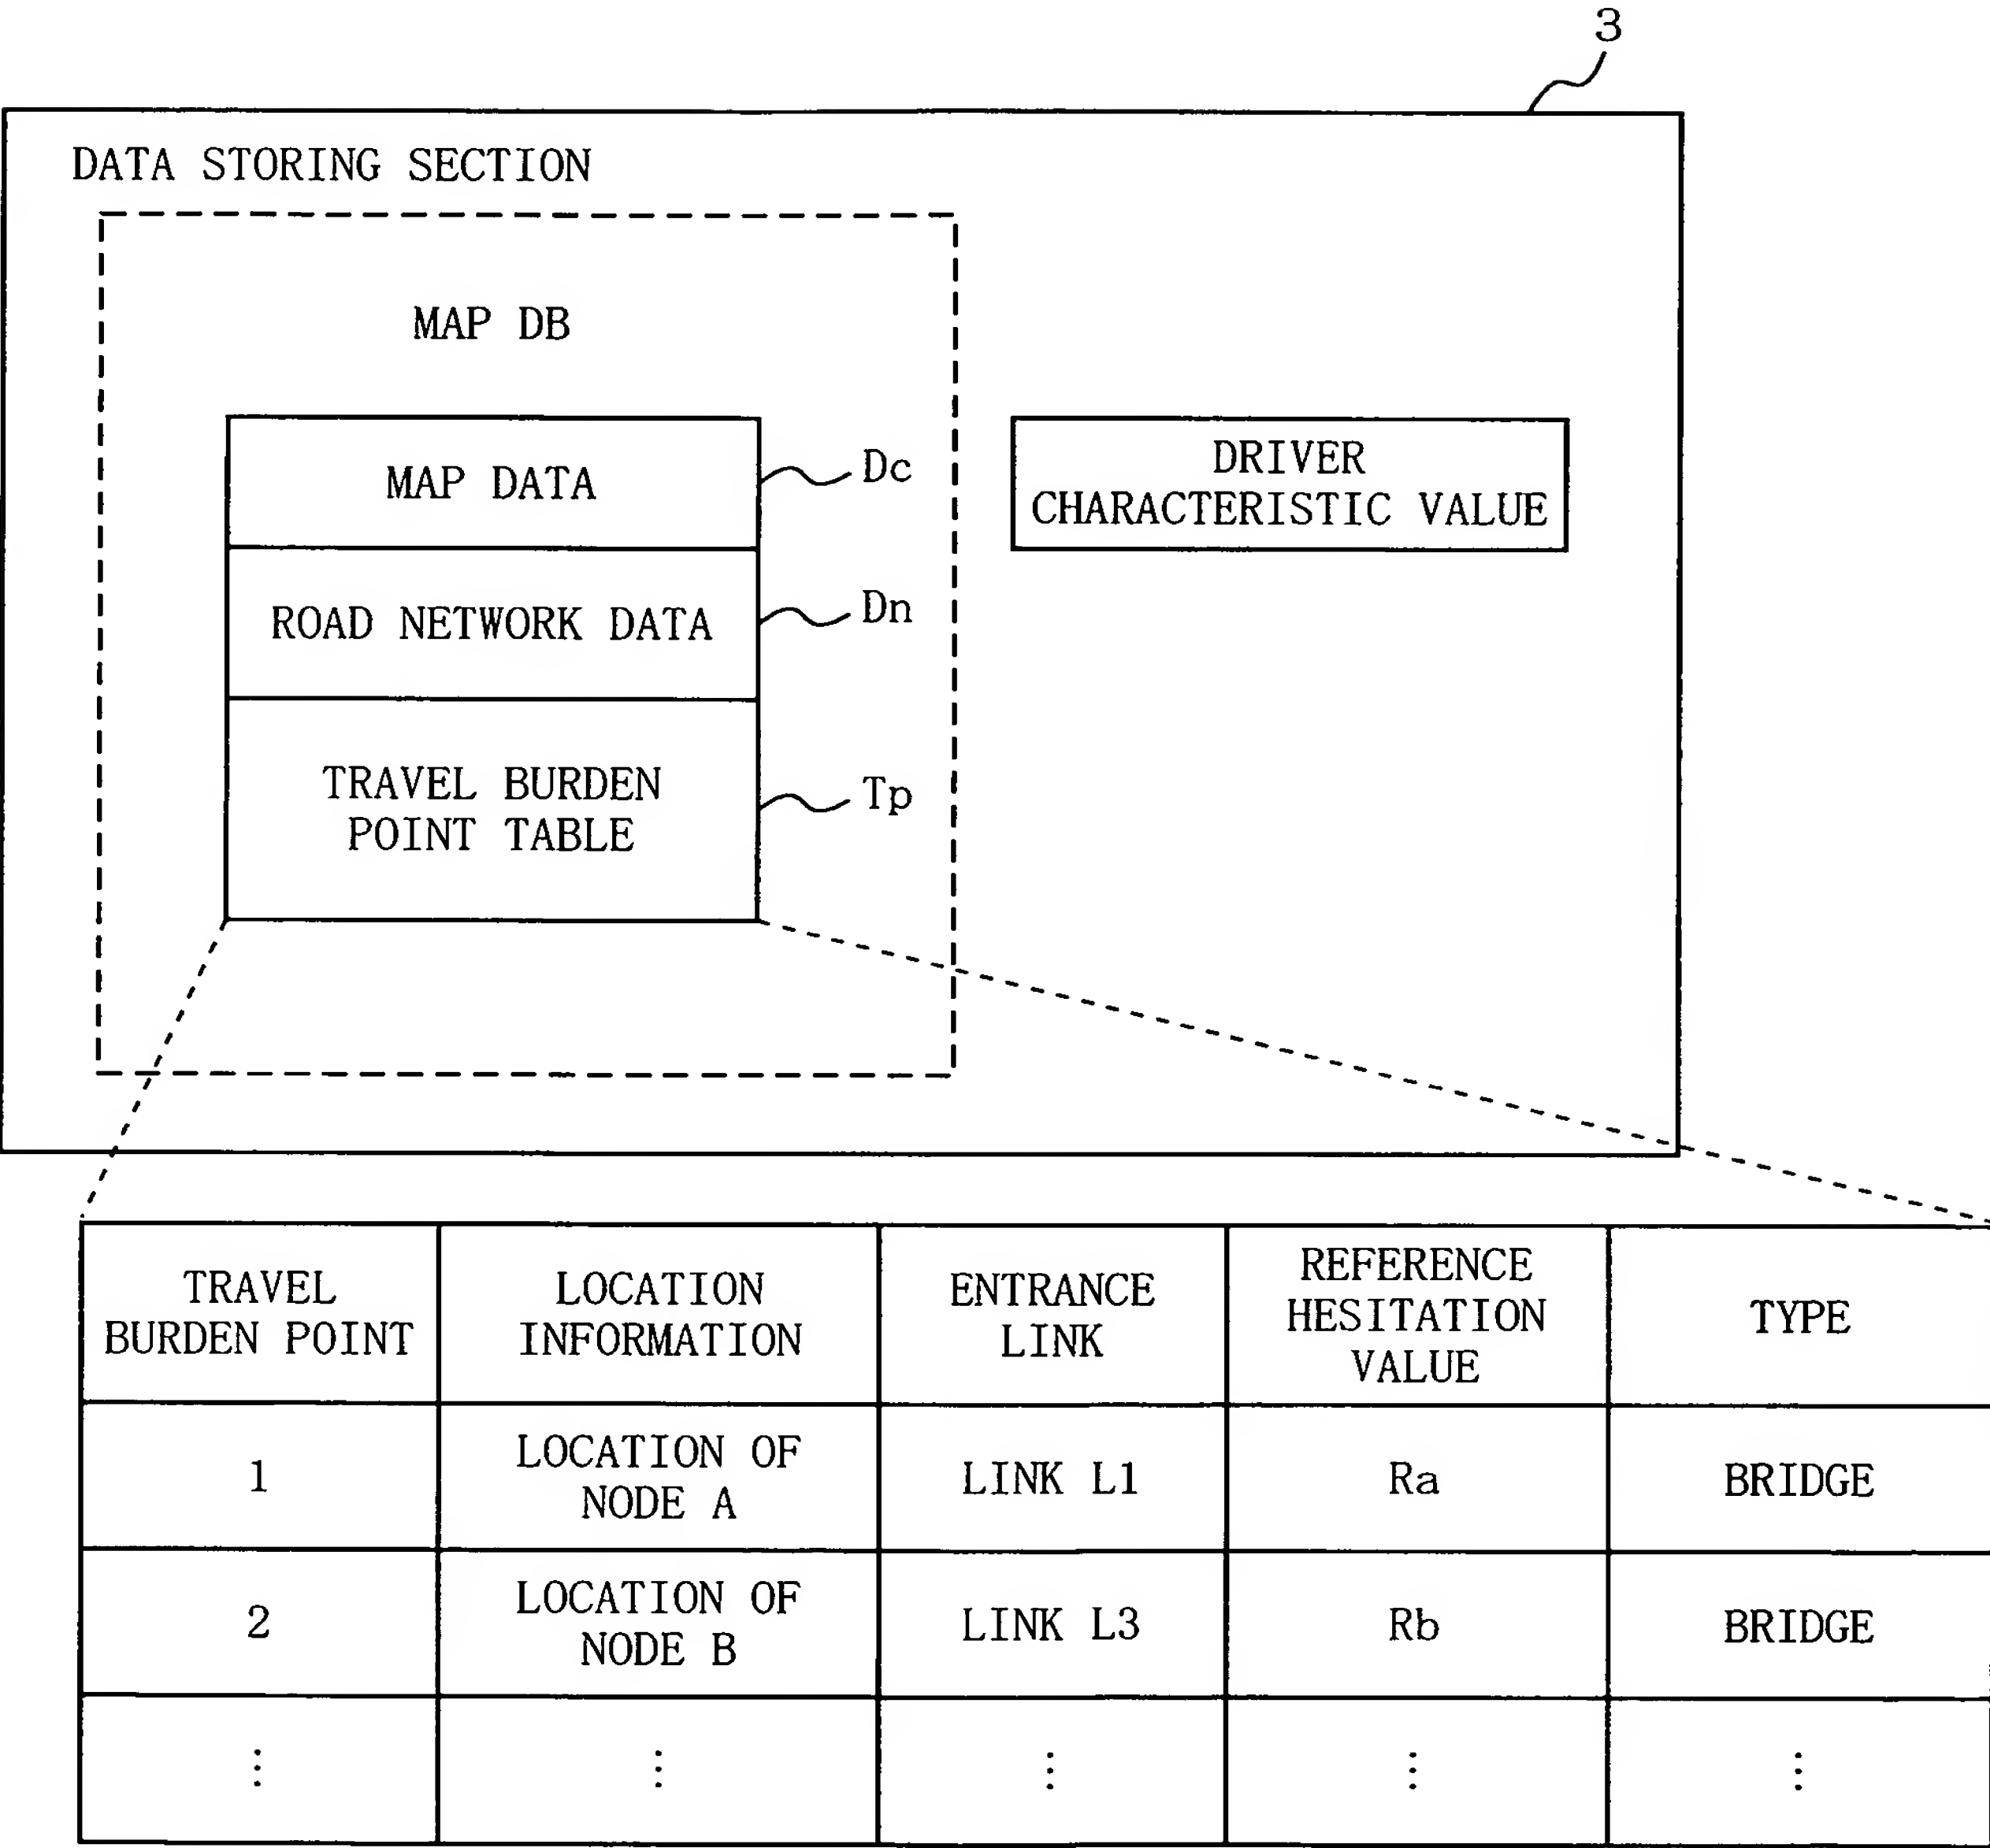 3
DATA STORING SECTION
MAP DB
MAP DATA
Dc
ROAD NETWORK DATA
Dn
TRAVEL BURDEN
POINT TABLE
Tp
DRIVER
CHARACTERISTIC VALUE
TRAVEL
BURDEN POINT
LOCATION
INFORMATION
ENTRANCE
LINK
REFERENCE
HESITATION
VALUE
TYPE
1
LOCATION OF
NODE A
LINK L1
Ra
BRIDGE
2
LOCATION OF
NODE B
LINK L3
Rb
BRIDGE
⋮
⋮
⋮
⋮
⋮